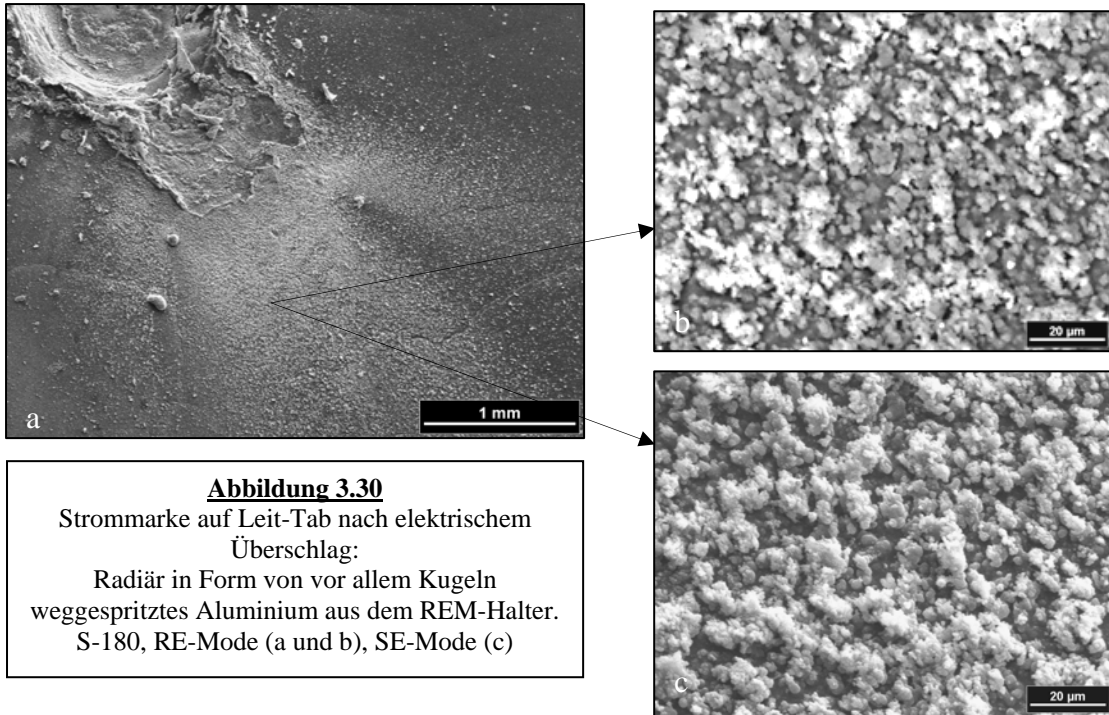 a
1 mm
b
20 µm
c
20 µm
Abbildung 3.30
Strommarke auf Leit-Tab nach elektrischem
Überschlag:
Radiär in Form von vor allem Kugeln
weggespritztes Aluminium aus dem REM-Halter.
S-180, RE-Mode (a und b), SE-Mode (c)